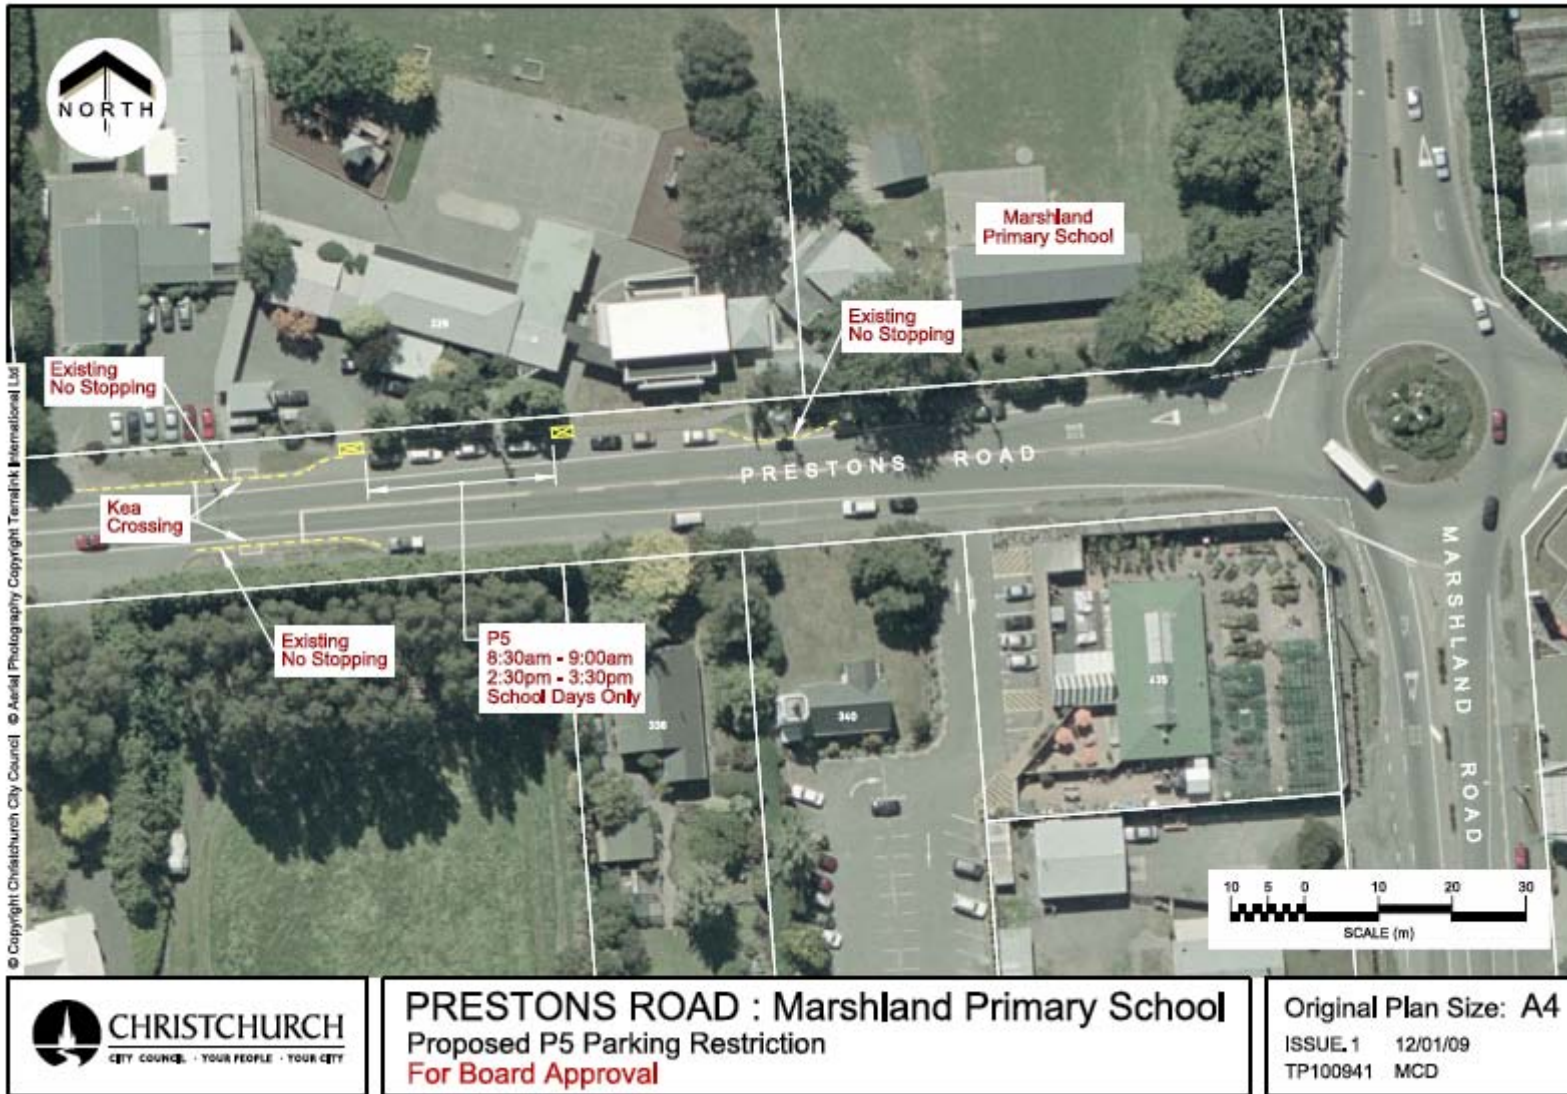 NORTH
Marshland
Primary School
Existing
No Stopping
Existing
No Stopping
Kea
Crossing
PRESTONS ROAD
Existing
No Stopping
P5
8:30am - 9:00am
2:30pm - 3:30pm
School Days Only
340
MARSHLAND ROAD
10 5 0 10 20 30
SCALE (m)
© Copyright Christchurch City Council © Aerial Photography Copyright Terralink International Ltd
CHRISTCHURCH
CITY COUNCIL · YOUR PEOPLE · YOUR CITY
PRESTONS ROAD : Marshland Primary School
Proposed P5 Parking Restriction
For Board Approval
Original Plan Size: A4
ISSUE. 1 12/01/09
TP100941 MCD